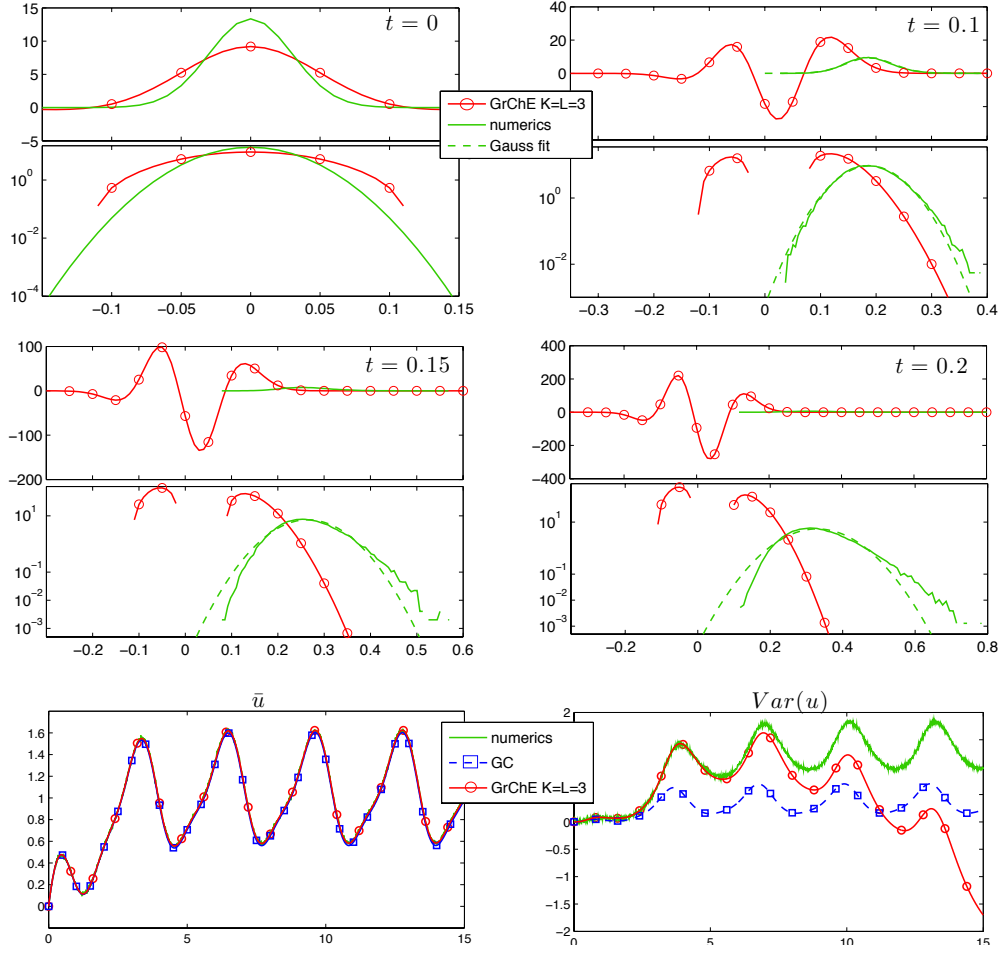 t = 0
15
10
5
0
−5
10^0
10^−2
10^−4
−0.1 −0.05 0 0.05 0.1 0.15
GrChE K=L=3
numerics
Gauss fit
t = 0.1
20
0
−20
10^0
10^−2
−0.3 −0.2 −0.1 0 0.1 0.2 0.3 0.4
t = 0.15
100
0
−100
−200
10^1
10^−1
10^−2
10^−3
−0.2 −0.1 0 0.1 0.2 0.3 0.4 0.5 0.6
t = 0.2
400
200
0
−200
−400
10^1
10^−1
10^−2
10^−3
−0.2 0 0.2 0.4 0.6 0.8
ū
1.6
1.4
1.2
1
0.8
0.6
0.4
0.2
0
0 5 10 15
numerics
GC
GrChE K=L=3
Var(u)
2
1
0.5
0
−0.5
−1
−1.5
−2
0 5 10 15